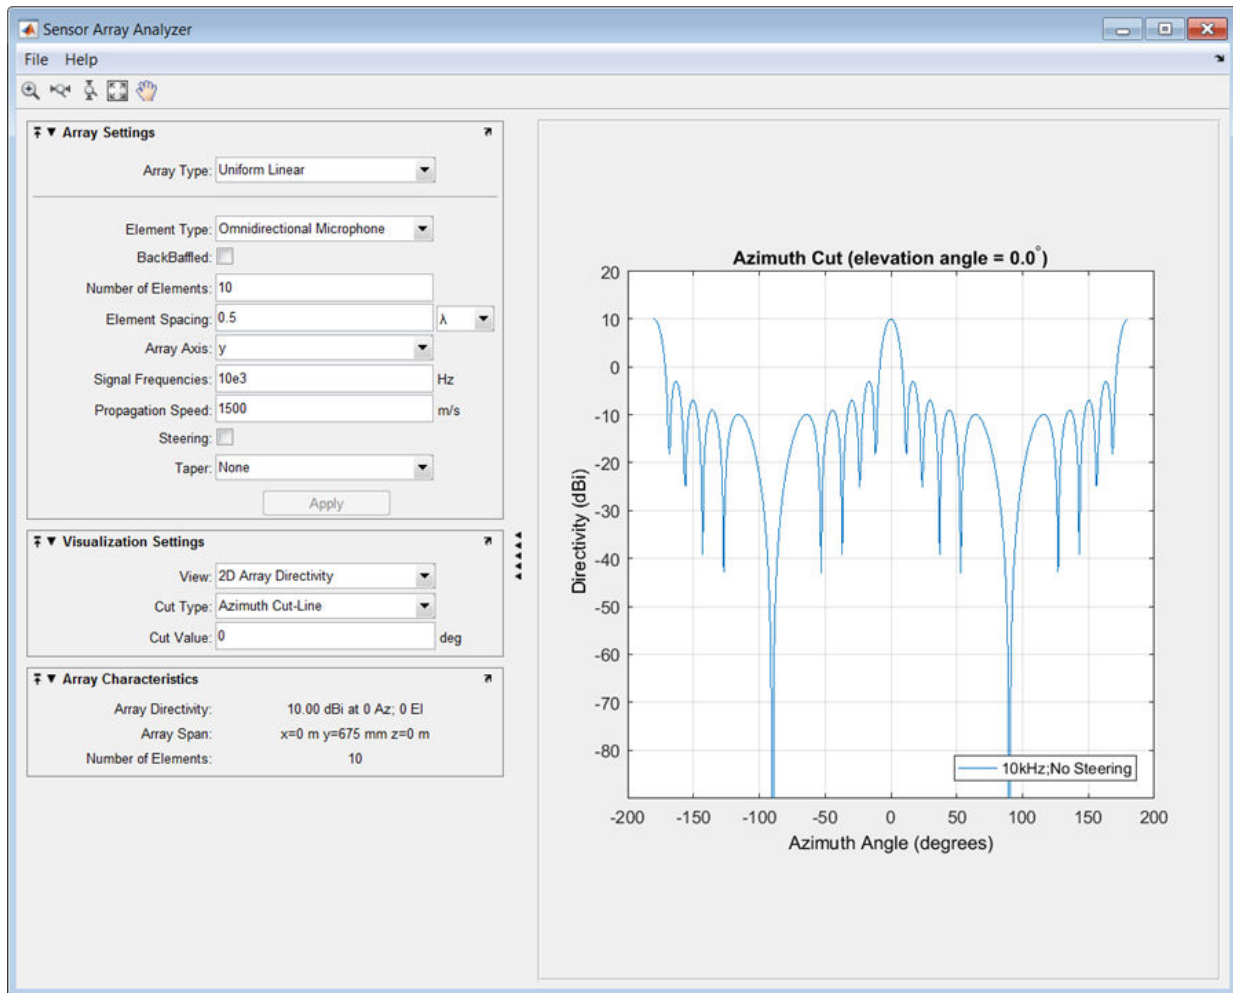 Sensor Array Analyzer
File Help
Array Settings
Array Type: Uniform Linear
Element Type: Omnidirectional Microphone
BackBaffled:
Number of Elements: 10
Element Spacing: 0.5 λ
Array Axis: y
Signal Frequencies: 10e3 Hz
Propagation Speed: 1500 m/s
Steering:
Taper: None
Apply
Visualization Settings
View: 2D Array Directivity
Cut Type: Azimuth Cut-Line
Cut Value: 0 deg
Array Characteristics
Array Directivity: 10.00 dBi at 0 Az; 0 El
Array Span: x=0 m y=675 mm z=0 m
Number of Elements: 10
Azimuth Cut (elevation angle = 0.0°)
20
10
0
-10
-20
-30
-40
-50
-60
-70
-80
Directivity (dBi)
10kHz;No Steering
-200 -150 -100 -50 0 50 100 150 200
Azimuth Angle (degrees)